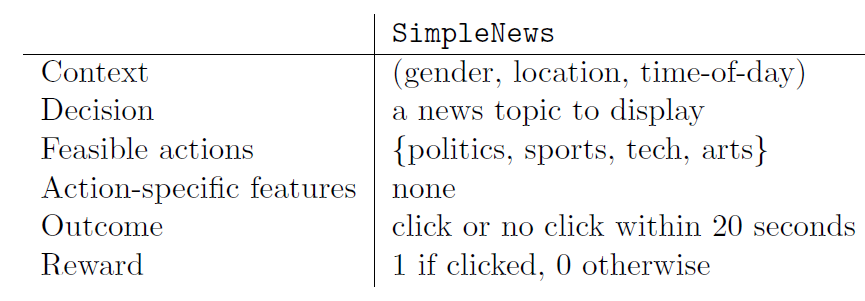 SimpleNews
Context (gender, location, time-of-day)
Decision a news topic to display
Feasible actions {politics, sports, tech, arts}
Action-specific features none
Outcome click or no click within 20 seconds
Reward 1 if clicked, 0 otherwise